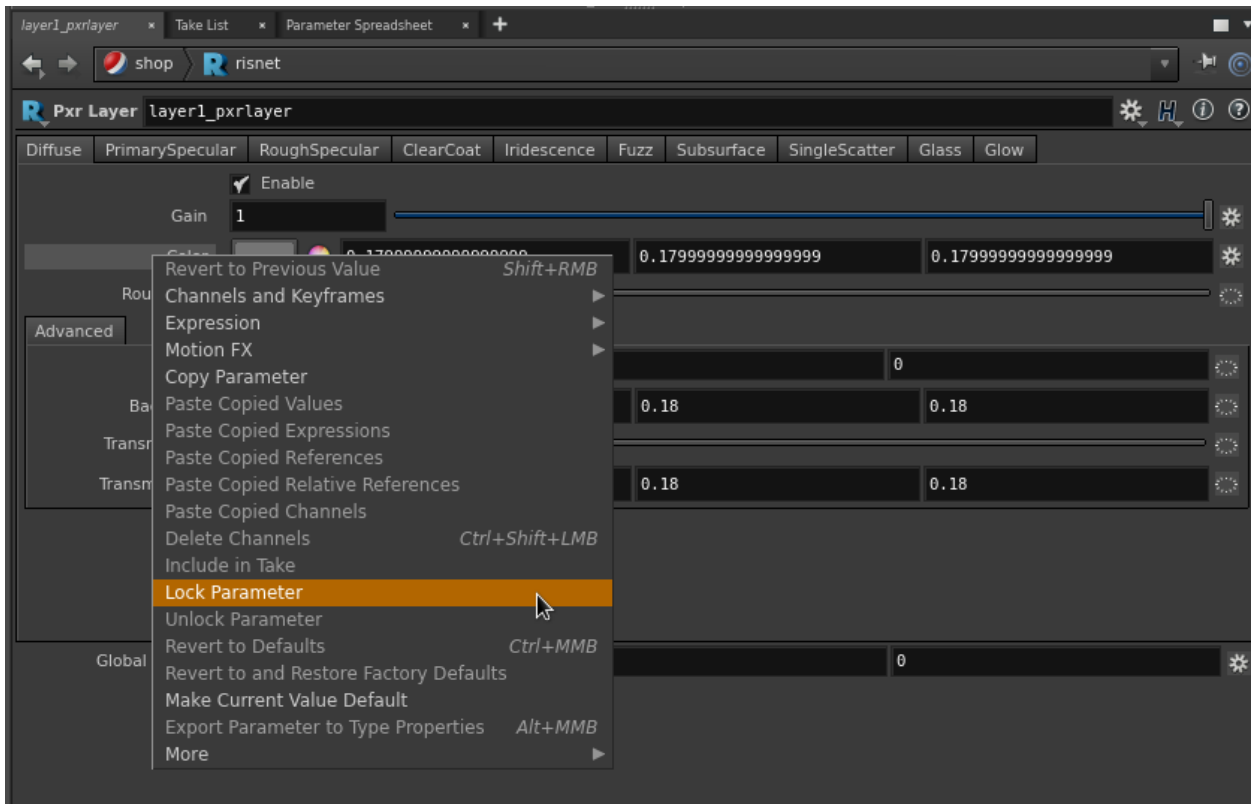 layer1_pxrlayer × Take List × Parameter Spreadsheet × +
shop risnet
R Pxr Layer layer1_pxrlayer
Diffuse PrimarySpecular RoughSpecular ClearCoat Iridescence Fuzz Subsurface SingleScatter Glass Glow
Enable
Gain 1
0.17999999999999999 0.17999999999999999
Revert to Previous Value Shift+RMB
Rou Channels and Keyframes
Advanced Expression
Motion FX
0
Copy Parameter
Ba Paste Copied Values 0.18 0.18
Paste Copied Expressions
Transm Paste Copied References
Transm Paste Copied Relative References 0.18 0.18
Paste Copied Channels
Delete Channels Ctrl+Shift+LMB
Include in Take
Lock Parameter
Unlock Parameter
Revert to Defaults Ctrl+MMB
Global 0
Revert to and Restore Factory Defaults
Make Current Value Default
Export Parameter to Type Properties Alt+MMB
More